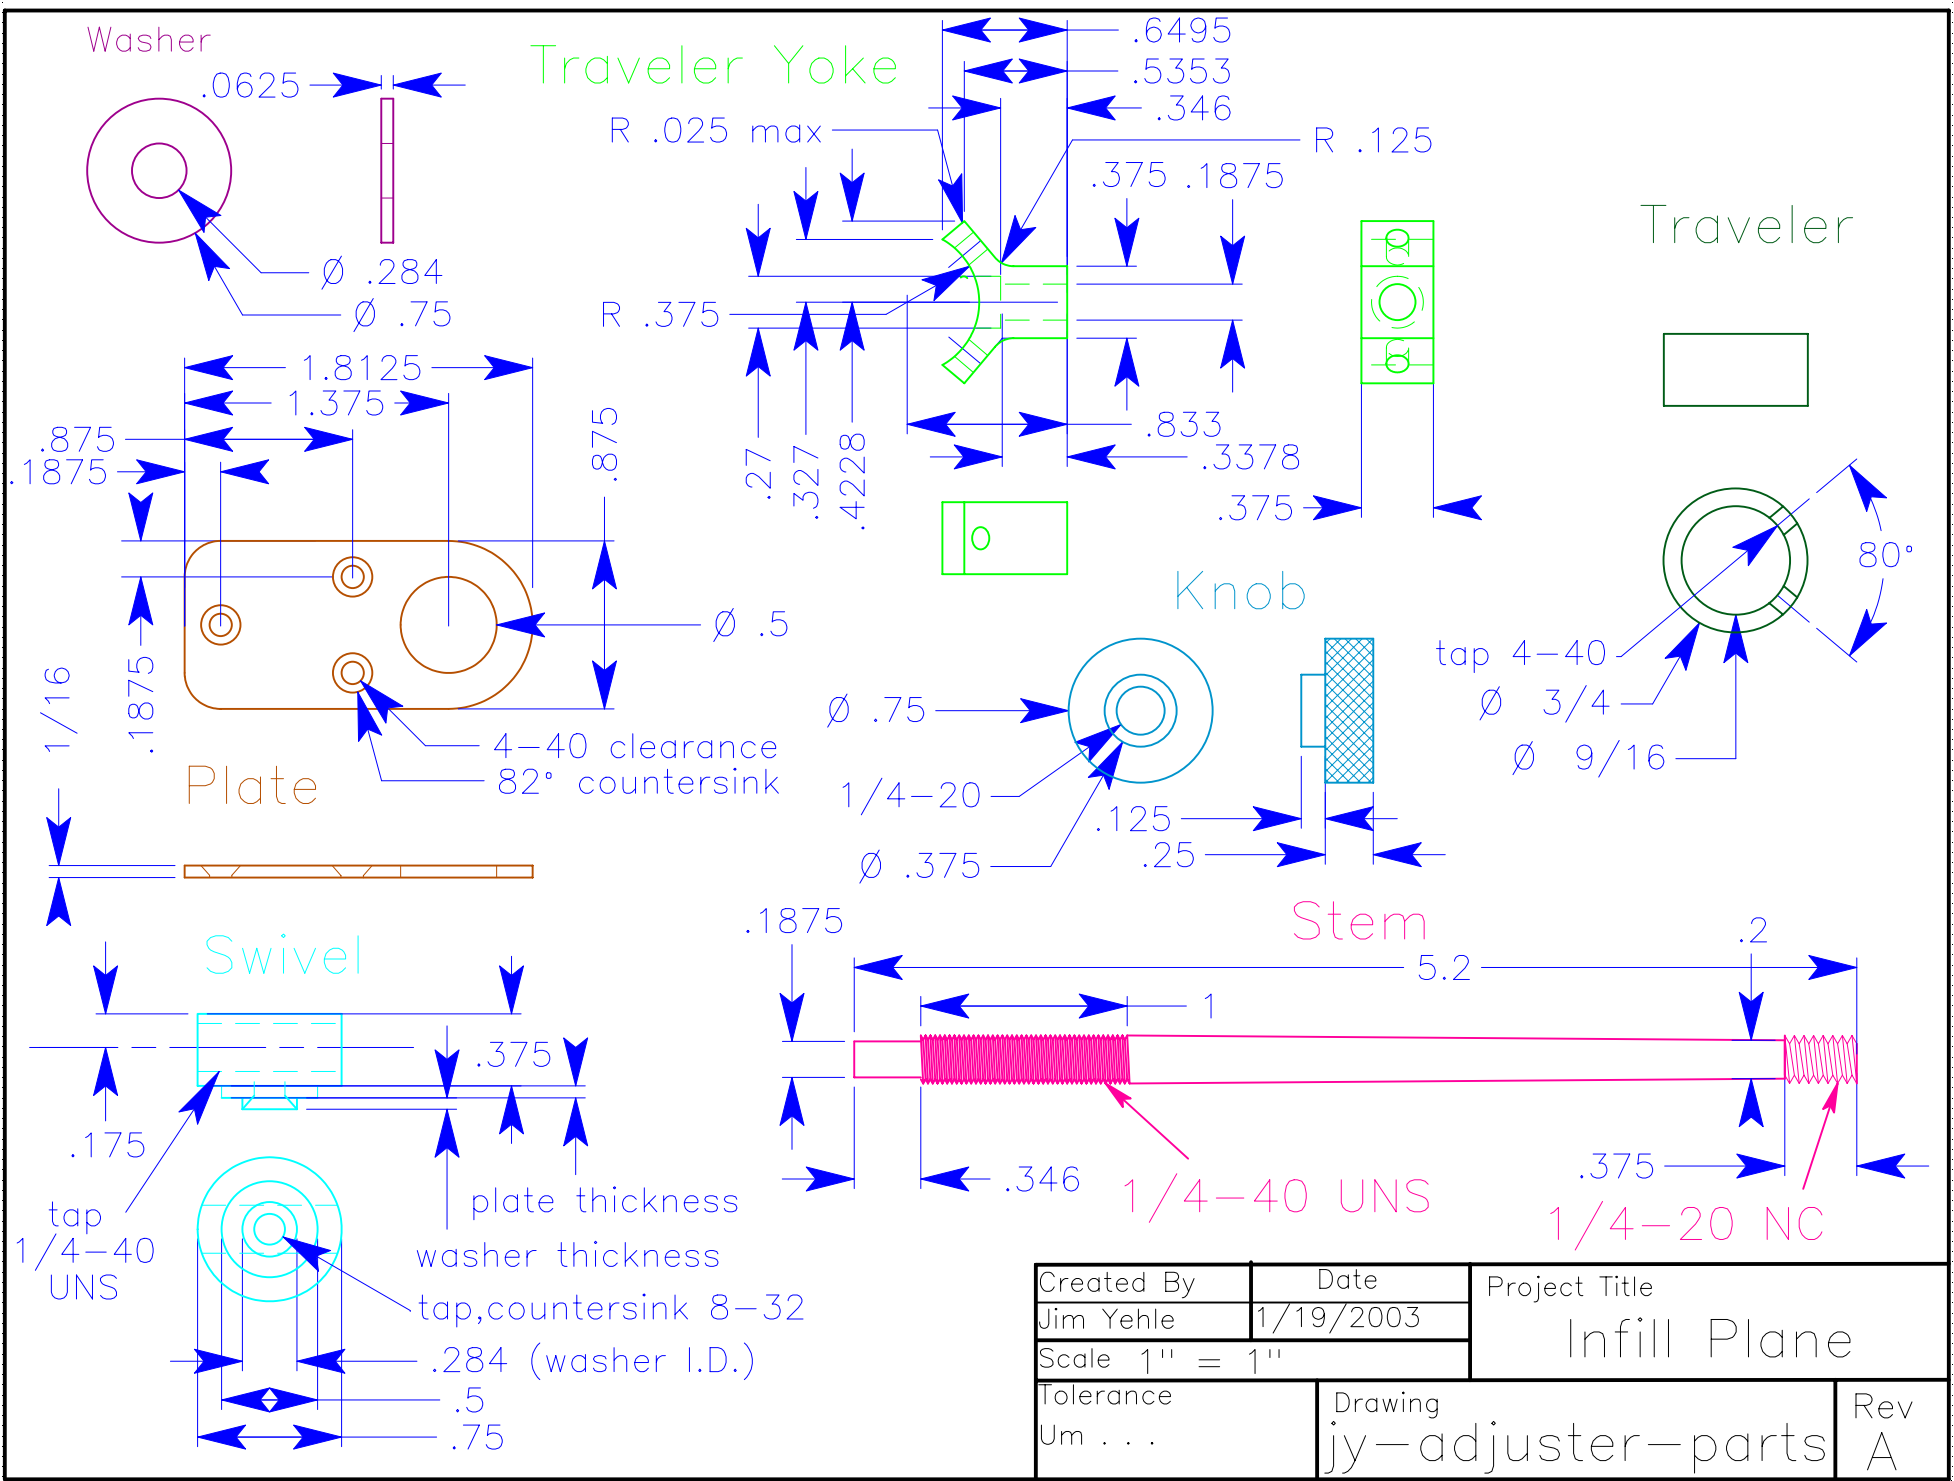 Washer
.0625
Ø .284
Ø .75
Traveler Yoke
.6495
.5353
.346
R .025 max
R .125
.375 .1875
R .375
.27
.327
.4228
.833
.3378
.375
Traveler
80°
tap 4-40
Ø 3/4
Ø 9/16
1.8125
1.375
.875
.1875
.875
Ø .5
.1875
1/16
4-40 clearance
82° countersink
Plate
Knob
Ø .75
1/4-20
Ø .375
.125
.25
Swivel
.375
.175
tap
1/4-40
UNS
plate thickness
washer thickness
tap,countersink 8-32
.284 (washer I.D.)
.5
.75
Stem
.1875
.2
5.2
1
.346
.375
1/4-40 UNS
1/4-20 NC
Created By
Date
Project Title
Jim Yehle
1/19/2003
Infill Plane
Scale 1" = 1"
Tolerance
Um . . .
Drawing
jy-adjuster-parts
Rev
A